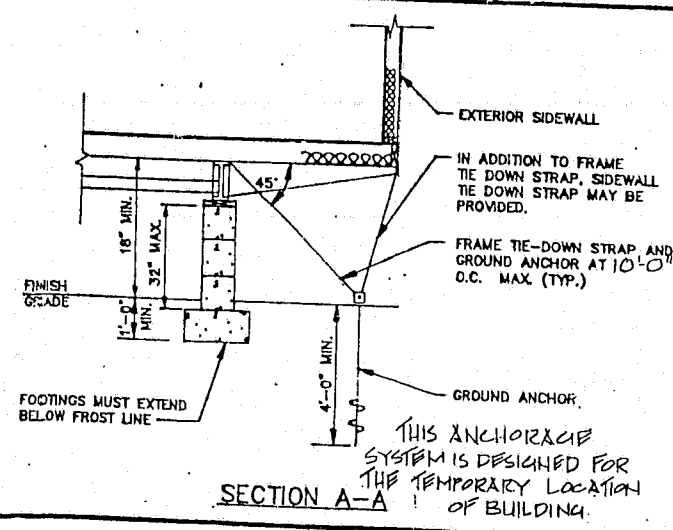 EXTERIOR SIDEWALL
IN ADDITION TO FRAME
TIE DOWN STRAP, SIDEWALL
TIE DOWN STRAP MAY BE
PROVIDED.
45°
18" MIN.
32" MAX.
FRAME TIE-DOWN STRAP AND
GROUND ANCHOR AT 10'-0"
O.C. MAX. (TYP.)
FINISH
GRADE
1'-0"
MIN.
4'-0" MIN.
FOOTINGS MUST EXTEND
BELOW FROST LINE
GROUND ANCHOR
THIS ANCHORAGE
SYSTEM IS DESIGNED FOR
THE TEMPORARY LOCATION
OF BUILDING.
SECTION A-A